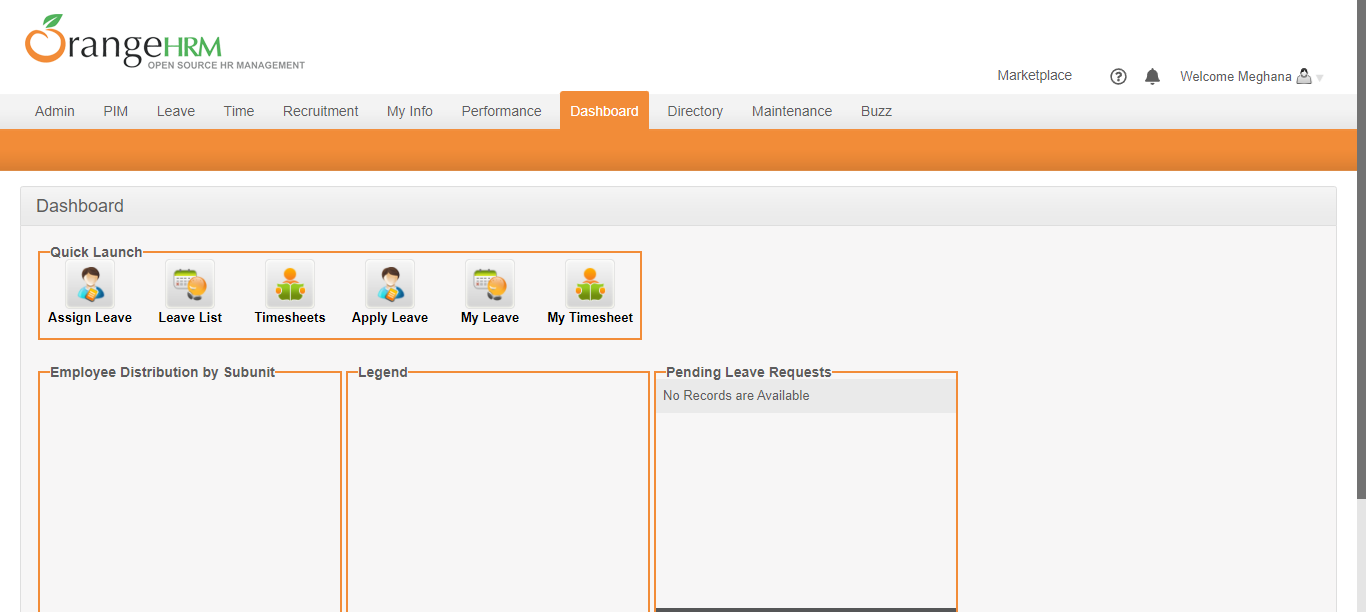 OrangeHRM
OPEN SOURCE HR MANAGEMENT
Marketplace ? Welcome Meghana
Admin PIM Leave Time Recruitment My Info Performance Dashboard Directory Maintenance Buzz
Dashboard
Quick Launch
Assign Leave Leave List Timesheets Apply Leave My Leave My Timesheet
Employee Distribution by Subunit Legend Pending Leave Requests
No Records are Available